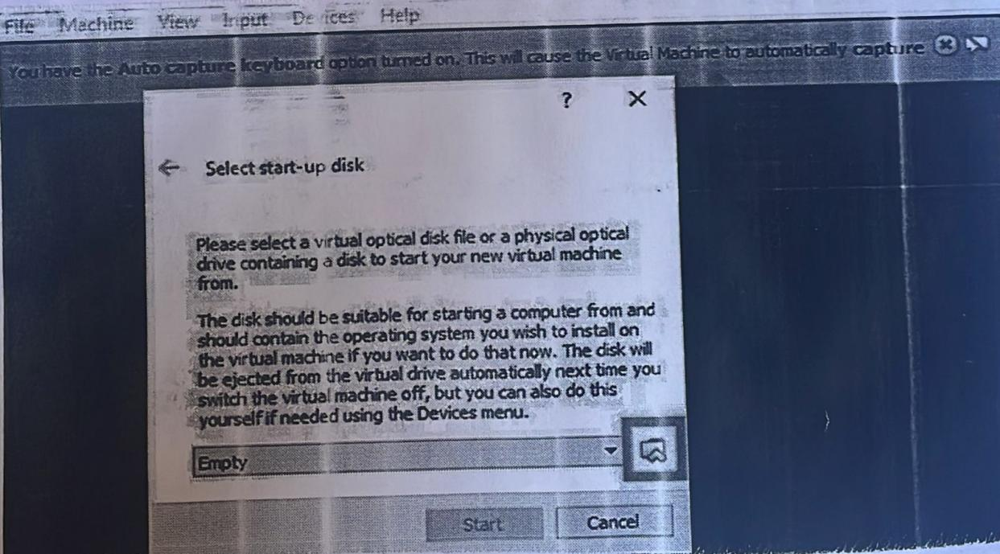 File Machine View Input Devices Help
You have the Auto capture keyboard option turned on. This will cause the Virtual Machine to automatically capture
?
Select start-up disk
Please select a virtual optical disk file or a physical optical
drive containing a disk to start your new virtual machine
from.
The disk should be suitable for starting a computer from and
should contain the operating system you wish to install on
the virtual machine if you want to do that now. The disk will
be ejected from the virtual drive automatically next time you
switch the virtual machine off, but you can also do this
yourself if needed using the Devices menu.
Empty
Start Cancel